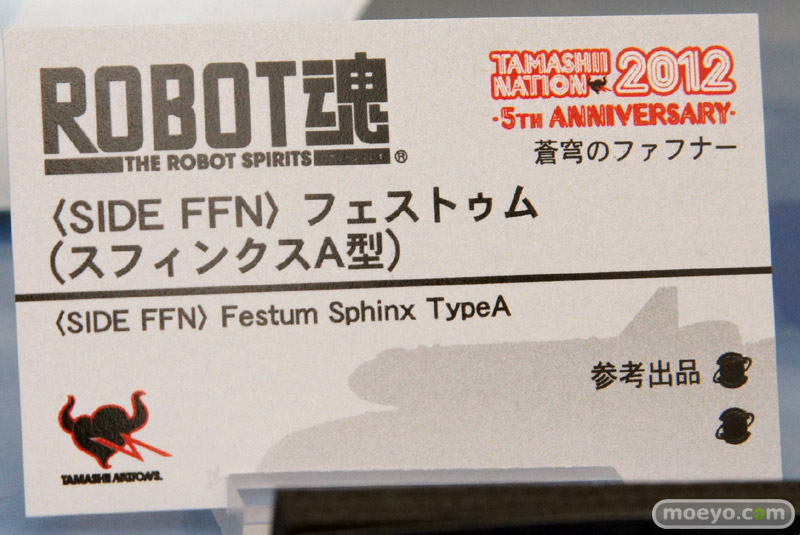 ROBOT魂
THE ROBOT SPIRITS
®
TAMASHII
NATION 2012
・5TH ANNIVERSARY・
蒼穹のファフナー
〈SIDE FFN〉フェストゥム
(スフィンクスA型)
〈SIDE FFN〉Festum Sphinx TypeA
参考出品
TAMASHII NATIONS.
moeyo.com